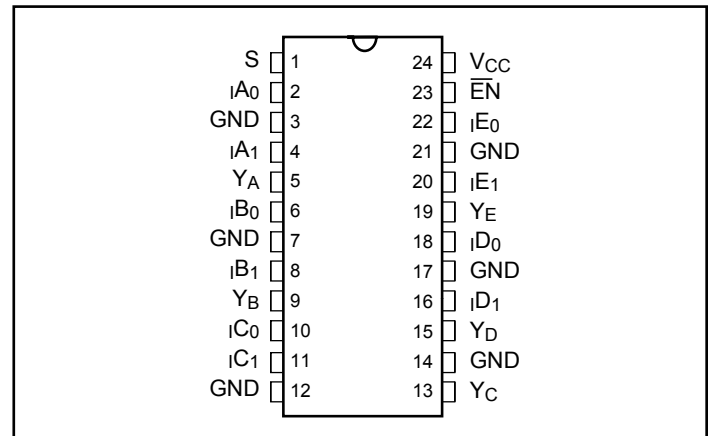 S 1 24 VCC
IA0 2 23 EN
GND 3 22 IE0
IA1 4 21 GND
YA 5 20 IE1
IB0 6 19 YE
GND 7 18 ID0
IB1 8 17 GND
YB 9 16 ID1
IC0 10 15 YD
IC1 11 14 GND
GND 12 13 YC